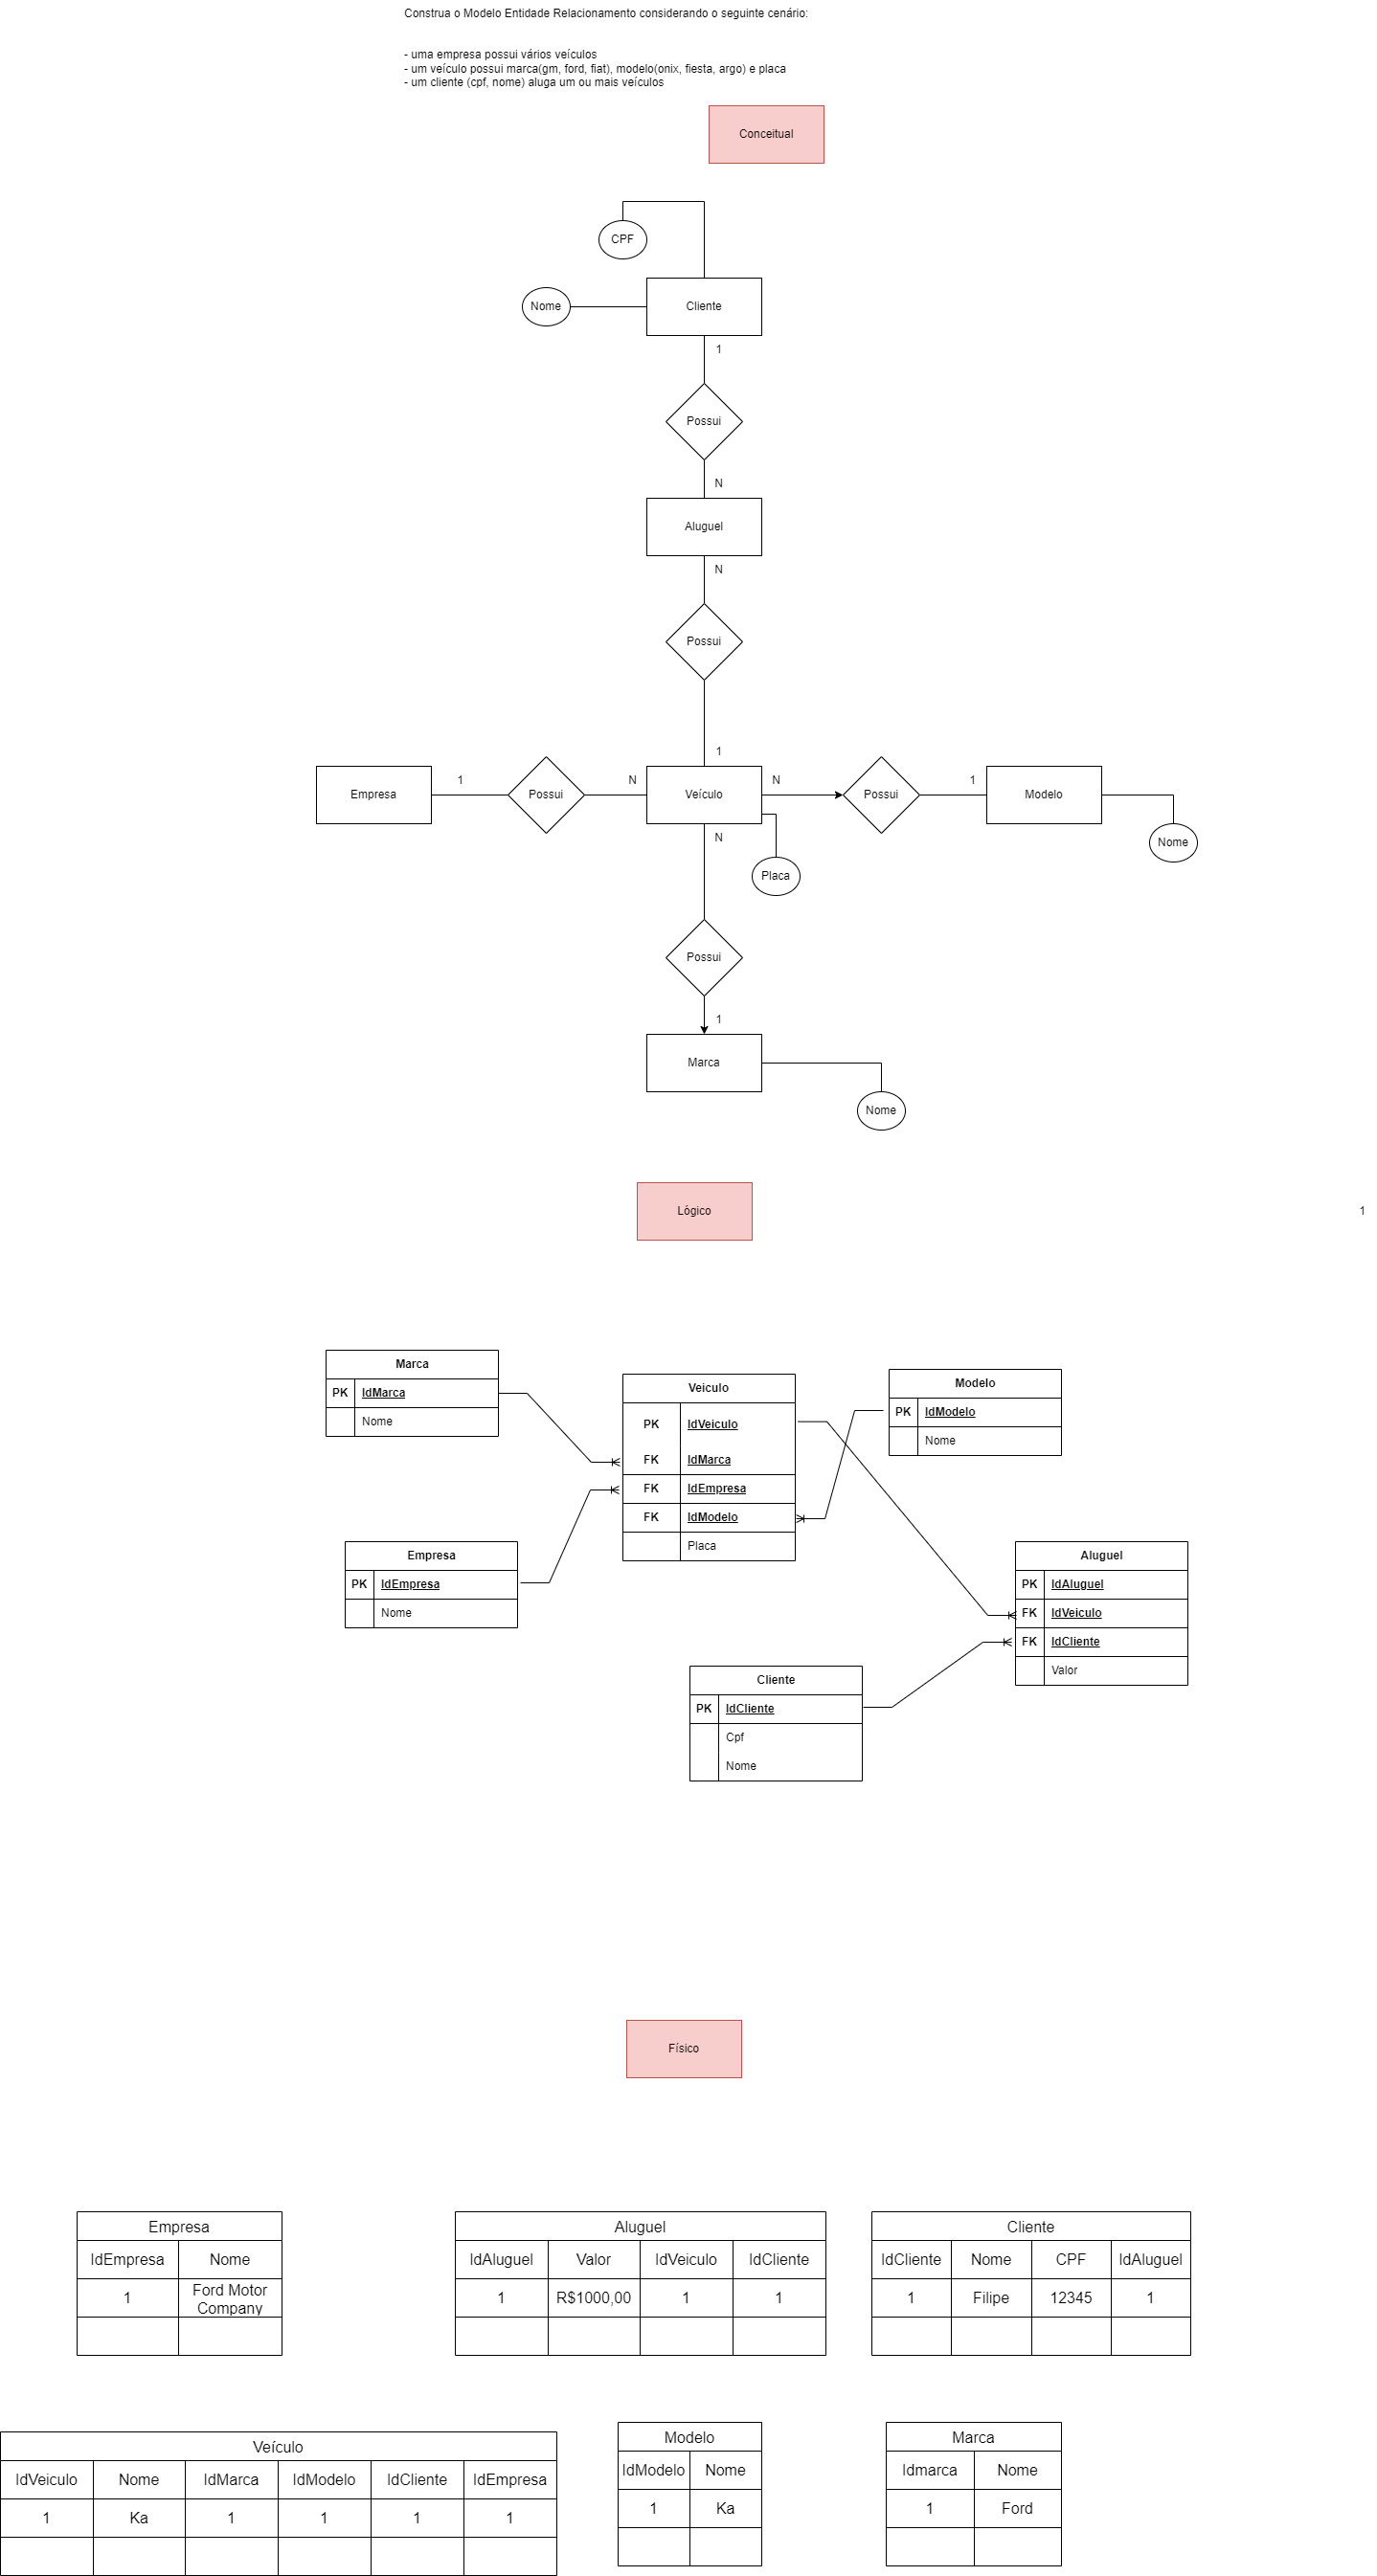 Construa o Modelo Entidade Relacionamento considerando o seguinte cenário:
- uma empresa possui vários veículos
- um veículo possui marca(gm, ford, fiat), modelo(onix, fiesta, argo) e placa
- um cliente (cpf, nome) aluga um ou mais veículos
Conceitual
CPF
Nome
Cliente
1
Possui
N
Aluguel
N
Possui
1
Empresa
1
Possui
N
Veículo
N
Possui
1
Modelo
Nome
N
Placa
Possui
1
Marca
Nome
Lógico
1
Marca
PK IdMarca
Nome
Veiculo
PK IdVeiculo
FK IdMarca
FK IdEmpresa
FK IdModelo
Placa
Modelo
PK IdModelo
Nome
Empresa
PK IdEmpresa
Nome
Aluguel
PK IdAluguel
FK IdVeiculo
FK IdCliente
Valor
Cliente
PK IdCliente
Cpf
Nome
Físico
Empresa
IdEmpresa Nome
1 Ford Motor
Company
Aluguel
IdAluguel Valor IdVeiculo IdCliente
1 R$1000,00 1 1
Cliente
IdCliente Nome CPF IdAluguel
1 Filipe 12345 1
Veículo
IdVeiculo Nome IdMarca IdModelo IdCliente IdEmpresa
1 Ka 1 1 1 1
Modelo
IdModelo Nome
1 Ka
Marca
Idmarca Nome
1 Ford